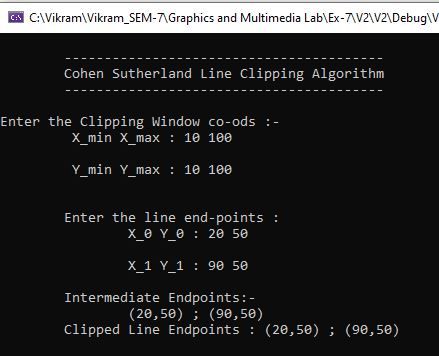 C:\Vikram\Vikram_SEM-7\Graphics and Multimedia Lab\Ex-7\V2\V2\Debug\V
----------------------------------------
Cohen Sutherland Line Clipping Algorithm
----------------------------------------
Enter the Clipping Window co-ods :-
X_min X_max : 10 100
Y_min Y_max : 10 100
Enter the line end-points :
X_0 Y_0 : 20 50
X_1 Y_1 : 90 50
Intermediate Endpoints:-
(20,50) ; (90,50)
Clipped Line Endpoints : (20,50) ; (90,50)